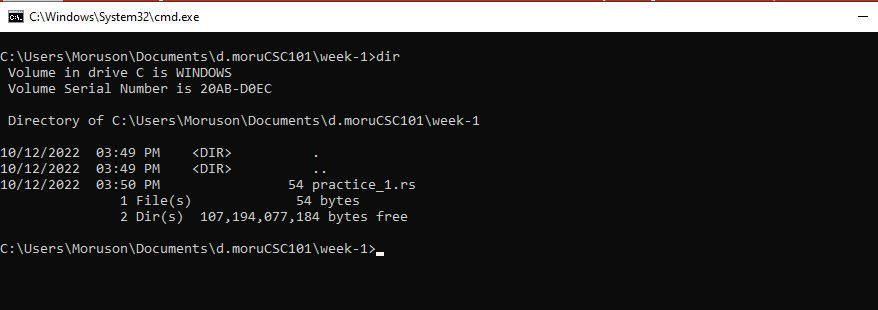 C:\Windows\System32\cmd.exe
C:\Users\Moruson\Documents\d.moruCSC101\week-1>dir
 Volume in drive C is WINDOWS
 Volume Serial Number is 20AB-D0EC
 Directory of C:\Users\Moruson\Documents\d.moruCSC101\week-1
10/12/2022  03:49 PM    <DIR>          .
10/12/2022  03:49 PM    <DIR>          ..
10/12/2022  03:50 PM                54 practice_1.rs
               1 File(s)             54 bytes
               2 Dir(s)  107,194,077,184 bytes free
C:\Users\Moruson\Documents\d.moruCSC101\week-1>